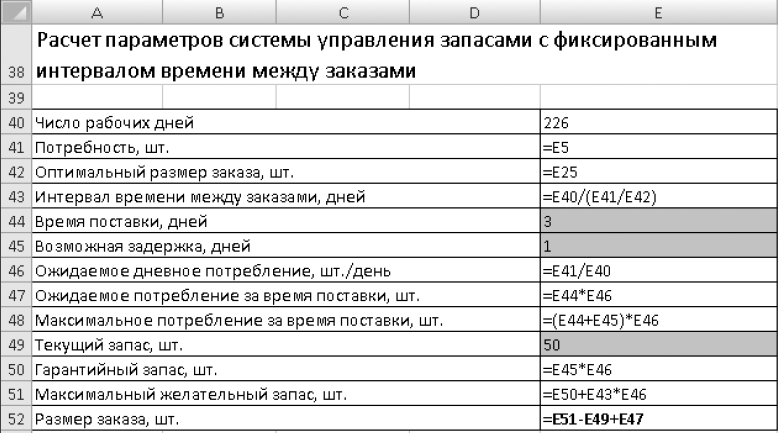 A B C D E
38 Расчет параметров системы управления запасами с фиксированным
интервалом времени между заказами
39
40 Число рабочих дней 226
41 Потребность, шт. =E5
42 Оптимальный размер заказа, шт. =E25
43 Интервал времени между заказами, дней =E40/(E41/E42)
44 Время поставки, дней 3
45 Возможная задержка, дней 1
46 Ожидаемое дневное потребление, шт./день =E41/E40
47 Ожидаемое потребление за время поставки, шт. =E44*E46
48 Максимальное потребление за время поставки, шт. =(E44+E45)*E46
49 Текущий запас, шт. 50
50 Гарантийный запас, шт. =E45*E46
51 Максимальный желательный запас, шт. =E50+E43*E46
52 Размер заказа, шт. =E51-E49+E47